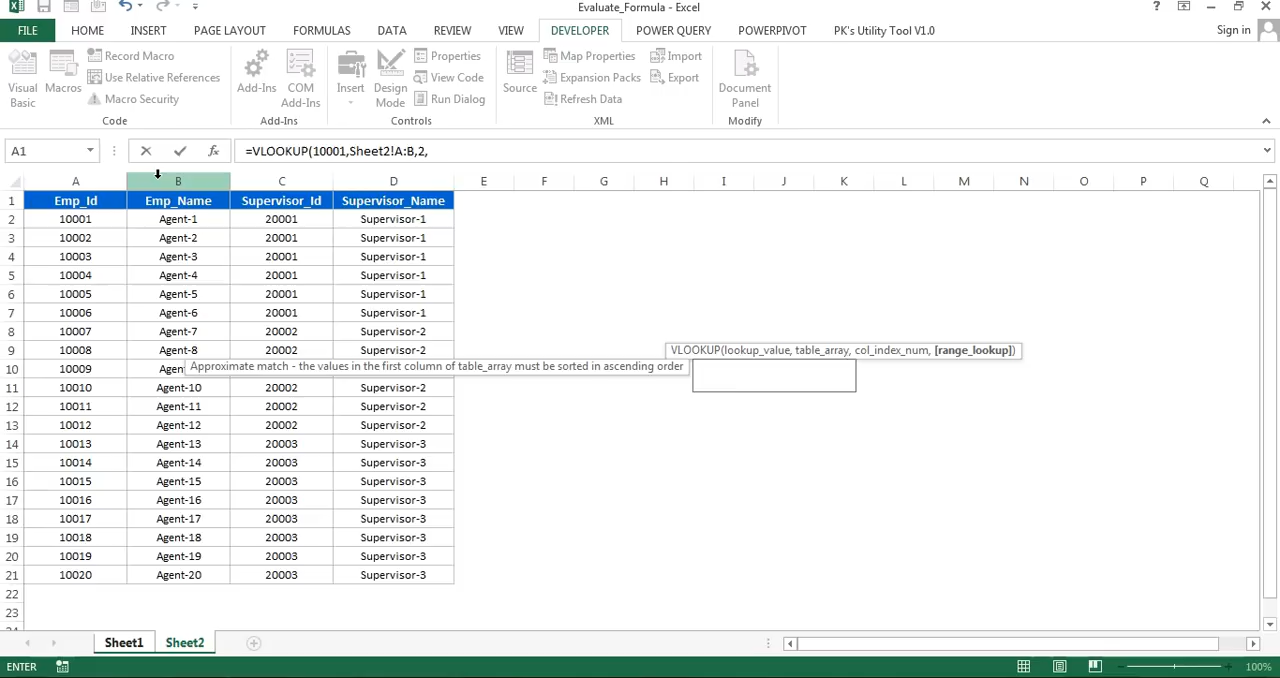 Evaluate_Formula - Excel
FILE HOME INSERT PAGE LAYOUT FORMULAS DATA REVIEW VIEW DEVELOPER POWER QUERY POWERPIVOT PK's Utility Tool V1.0 Sign in
Visual Basic
Macros
Record Macro
Use Relative References
Macro Security
Code
Add-Ins
COM Add-Ins
Add-Ins
Insert
Design Mode
Properties
View Code
Run Dialog
Controls
Source
Map Properties
Expansion Packs
Refresh Data
Import
Export
XML
Document Panel
Modify
A1 fx =VLOOKUP(10001,Sheet2!A:B,2,
A B C D E F G H I J K L M N O P Q
1 Emp_Id Emp_Name Supervisor_Id Supervisor_Name
2 10001 Agent-1 20001 Supervisor-1
3 10002 Agent-2 20001 Supervisor-1
4 10003 Agent-3 20001 Supervisor-1
5 10004 Agent-4 20001 Supervisor-1
6 10005 Agent-5 20001 Supervisor-1
7 10006 Agent-6 20001 Supervisor-1
8 10007 Agent-7 20002 Supervisor-2
9 10008 Agent-8 20002 Supervisor-2
VLOOKUP(lookup_value, table_array, col_index_num, [range_lookup])
10 10009 Agen
Approximate match - the values in the first column of table_array must be sorted in ascending order
11 10010 Agent-10 20002 Supervisor-2
12 10011 Agent-11 20002 Supervisor-2
13 10012 Agent-12 20002 Supervisor-2
14 10013 Agent-13 20003 Supervisor-3
15 10014 Agent-14 20003 Supervisor-3
16 10015 Agent-15 20003 Supervisor-3
17 10016 Agent-16 20003 Supervisor-3
18 10017 Agent-17 20003 Supervisor-3
19 10018 Agent-18 20003 Supervisor-3
20 10019 Agent-19 20003 Supervisor-3
21 10020 Agent-20 20003 Supervisor-3
22
23
Sheet1 Sheet2
ENTER 100%